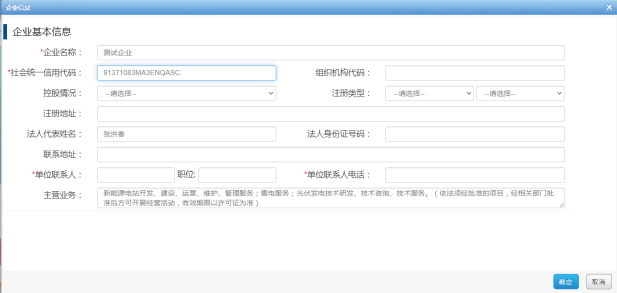 企业信息
企业基本信息
*企业名称： 测试企业
*社会统一信用代码： 91371083MA3ENQASC 组织机构代码：
控股情况： --请选择-- 注册类型： --请选择-- --请选择--
注册地址：
法人代表姓名： 张洪春 法人身份证号码：
联系地址：
*单位联系人： 职位: *单位联系人电话：
主营业务： 新能源电站开发、建设、运营、维护、管理服务；售电服务；光伏发电技术研发、技术咨询、技术服务。（依法须经批准的项目，经相关部门批
准后方可开展经营活动，有效期限以许可证为准）
确定 取消